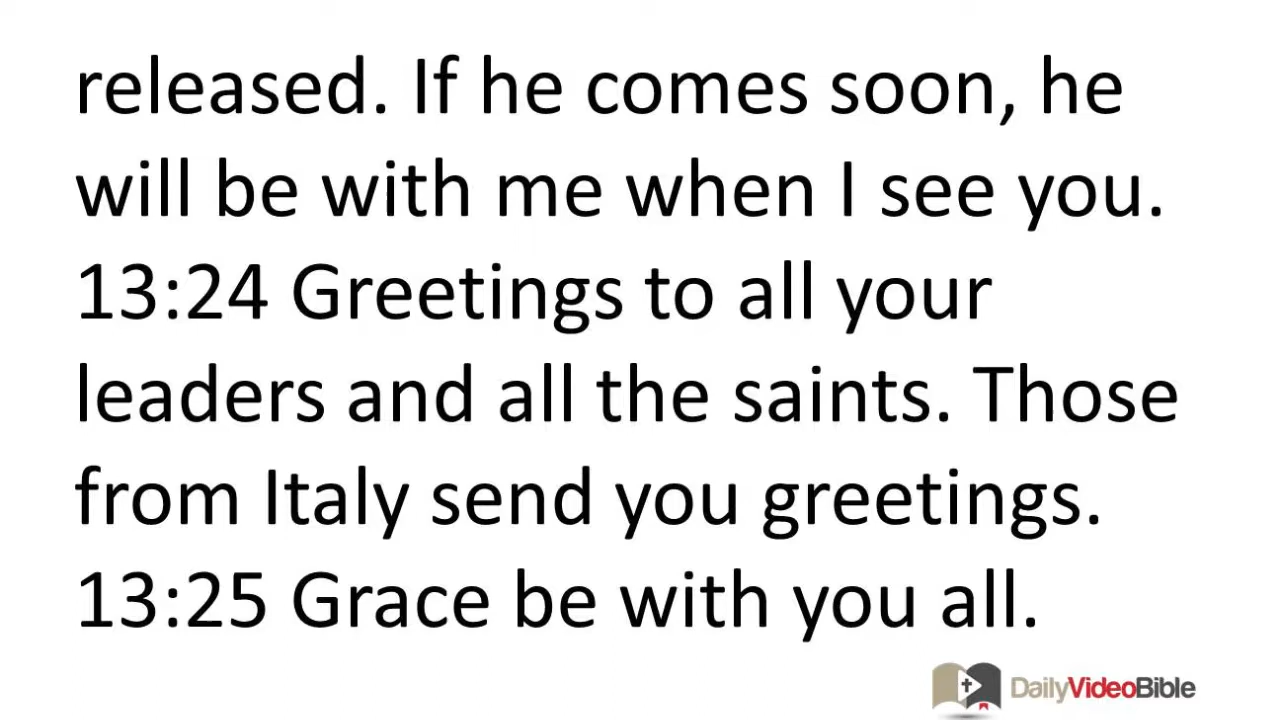 released. If he comes soon, he
will be with me when I see you.
13:24 Greetings to all your
leaders and all the saints. Those
from Italy send you greetings.
13:25 Grace be with you all.
DailyVideoBible